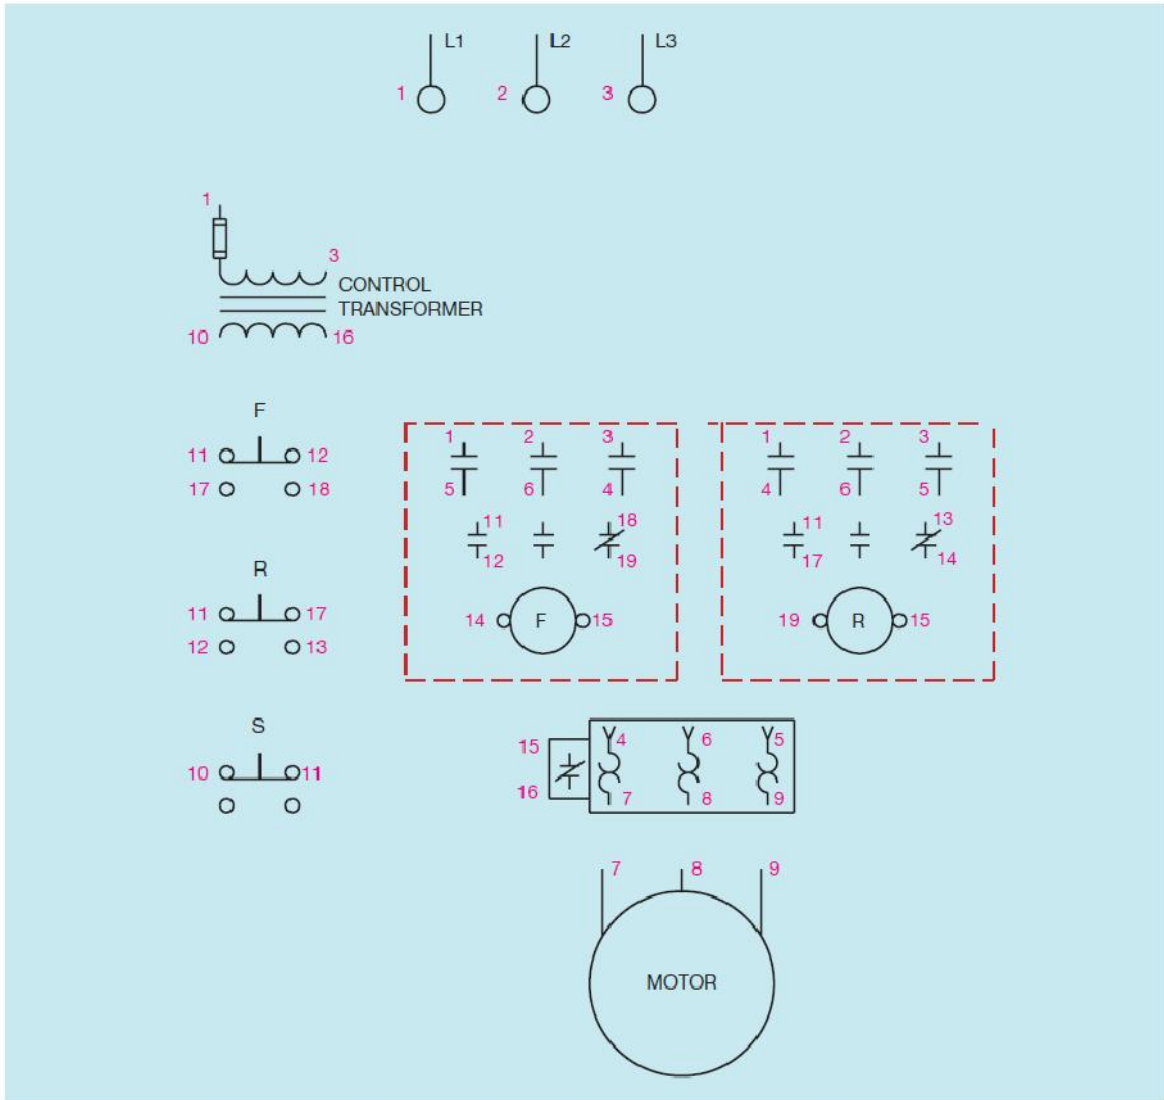 L1 L2 L3
1 2 3
1
3
CONTROL
TRANSFORMER
10 16
F
11 12
17 18
R
11 17
12 13
S
10 11
1 2 3
5 6 4
11 18
12 19
14 F 15
1 2 3
4 6 5
11 13
17 14
19 R 15
15 4 6 5
16 7 8 9
7 8 9
MOTOR